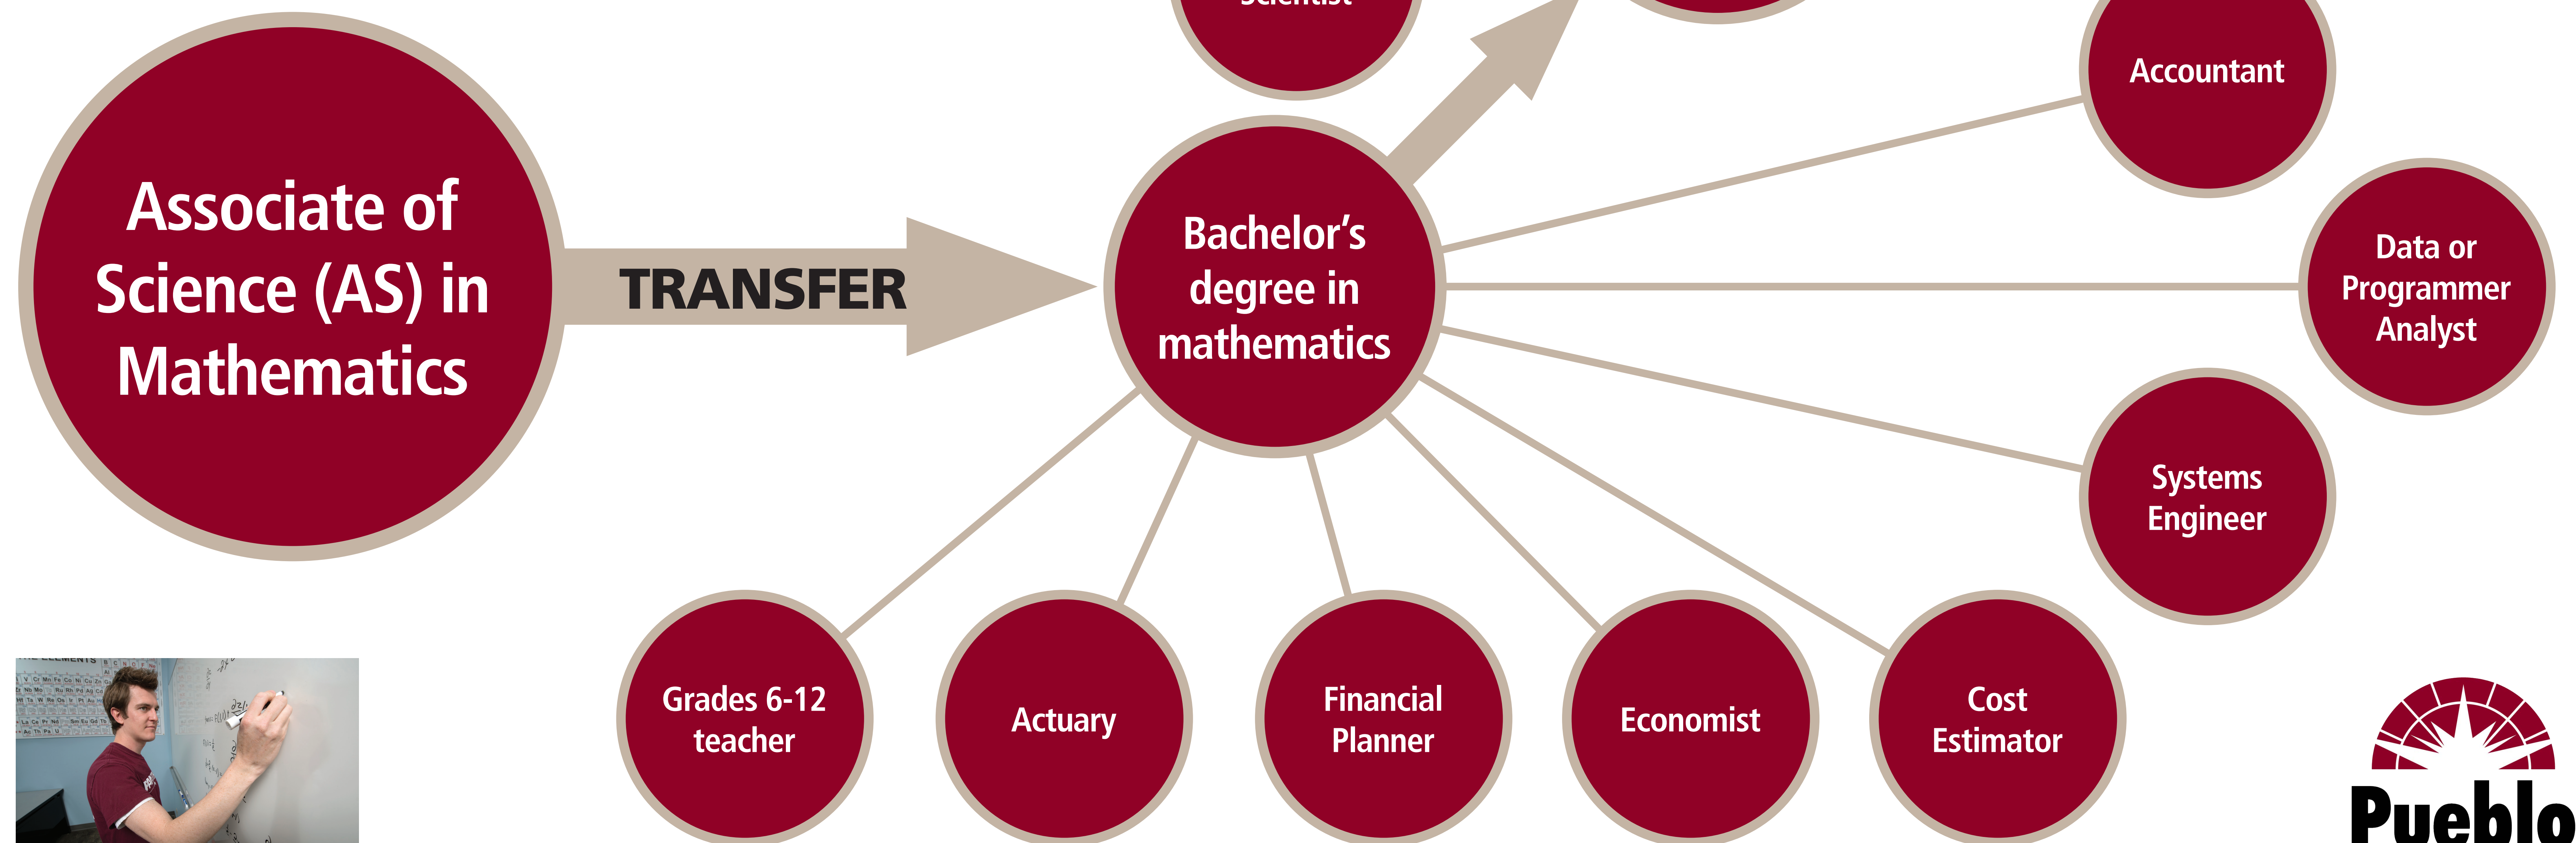 Scientist
Accountant
Associate of
Science (AS) in
Mathematics
TRANSFER
Bachelor’s
degree in
mathematics
Data or
Programmer
Analyst
Systems
Engineer
Grades 6-12
teacher
Actuary
Financial
Planner
Economist
Cost
Estimator
Pueblo